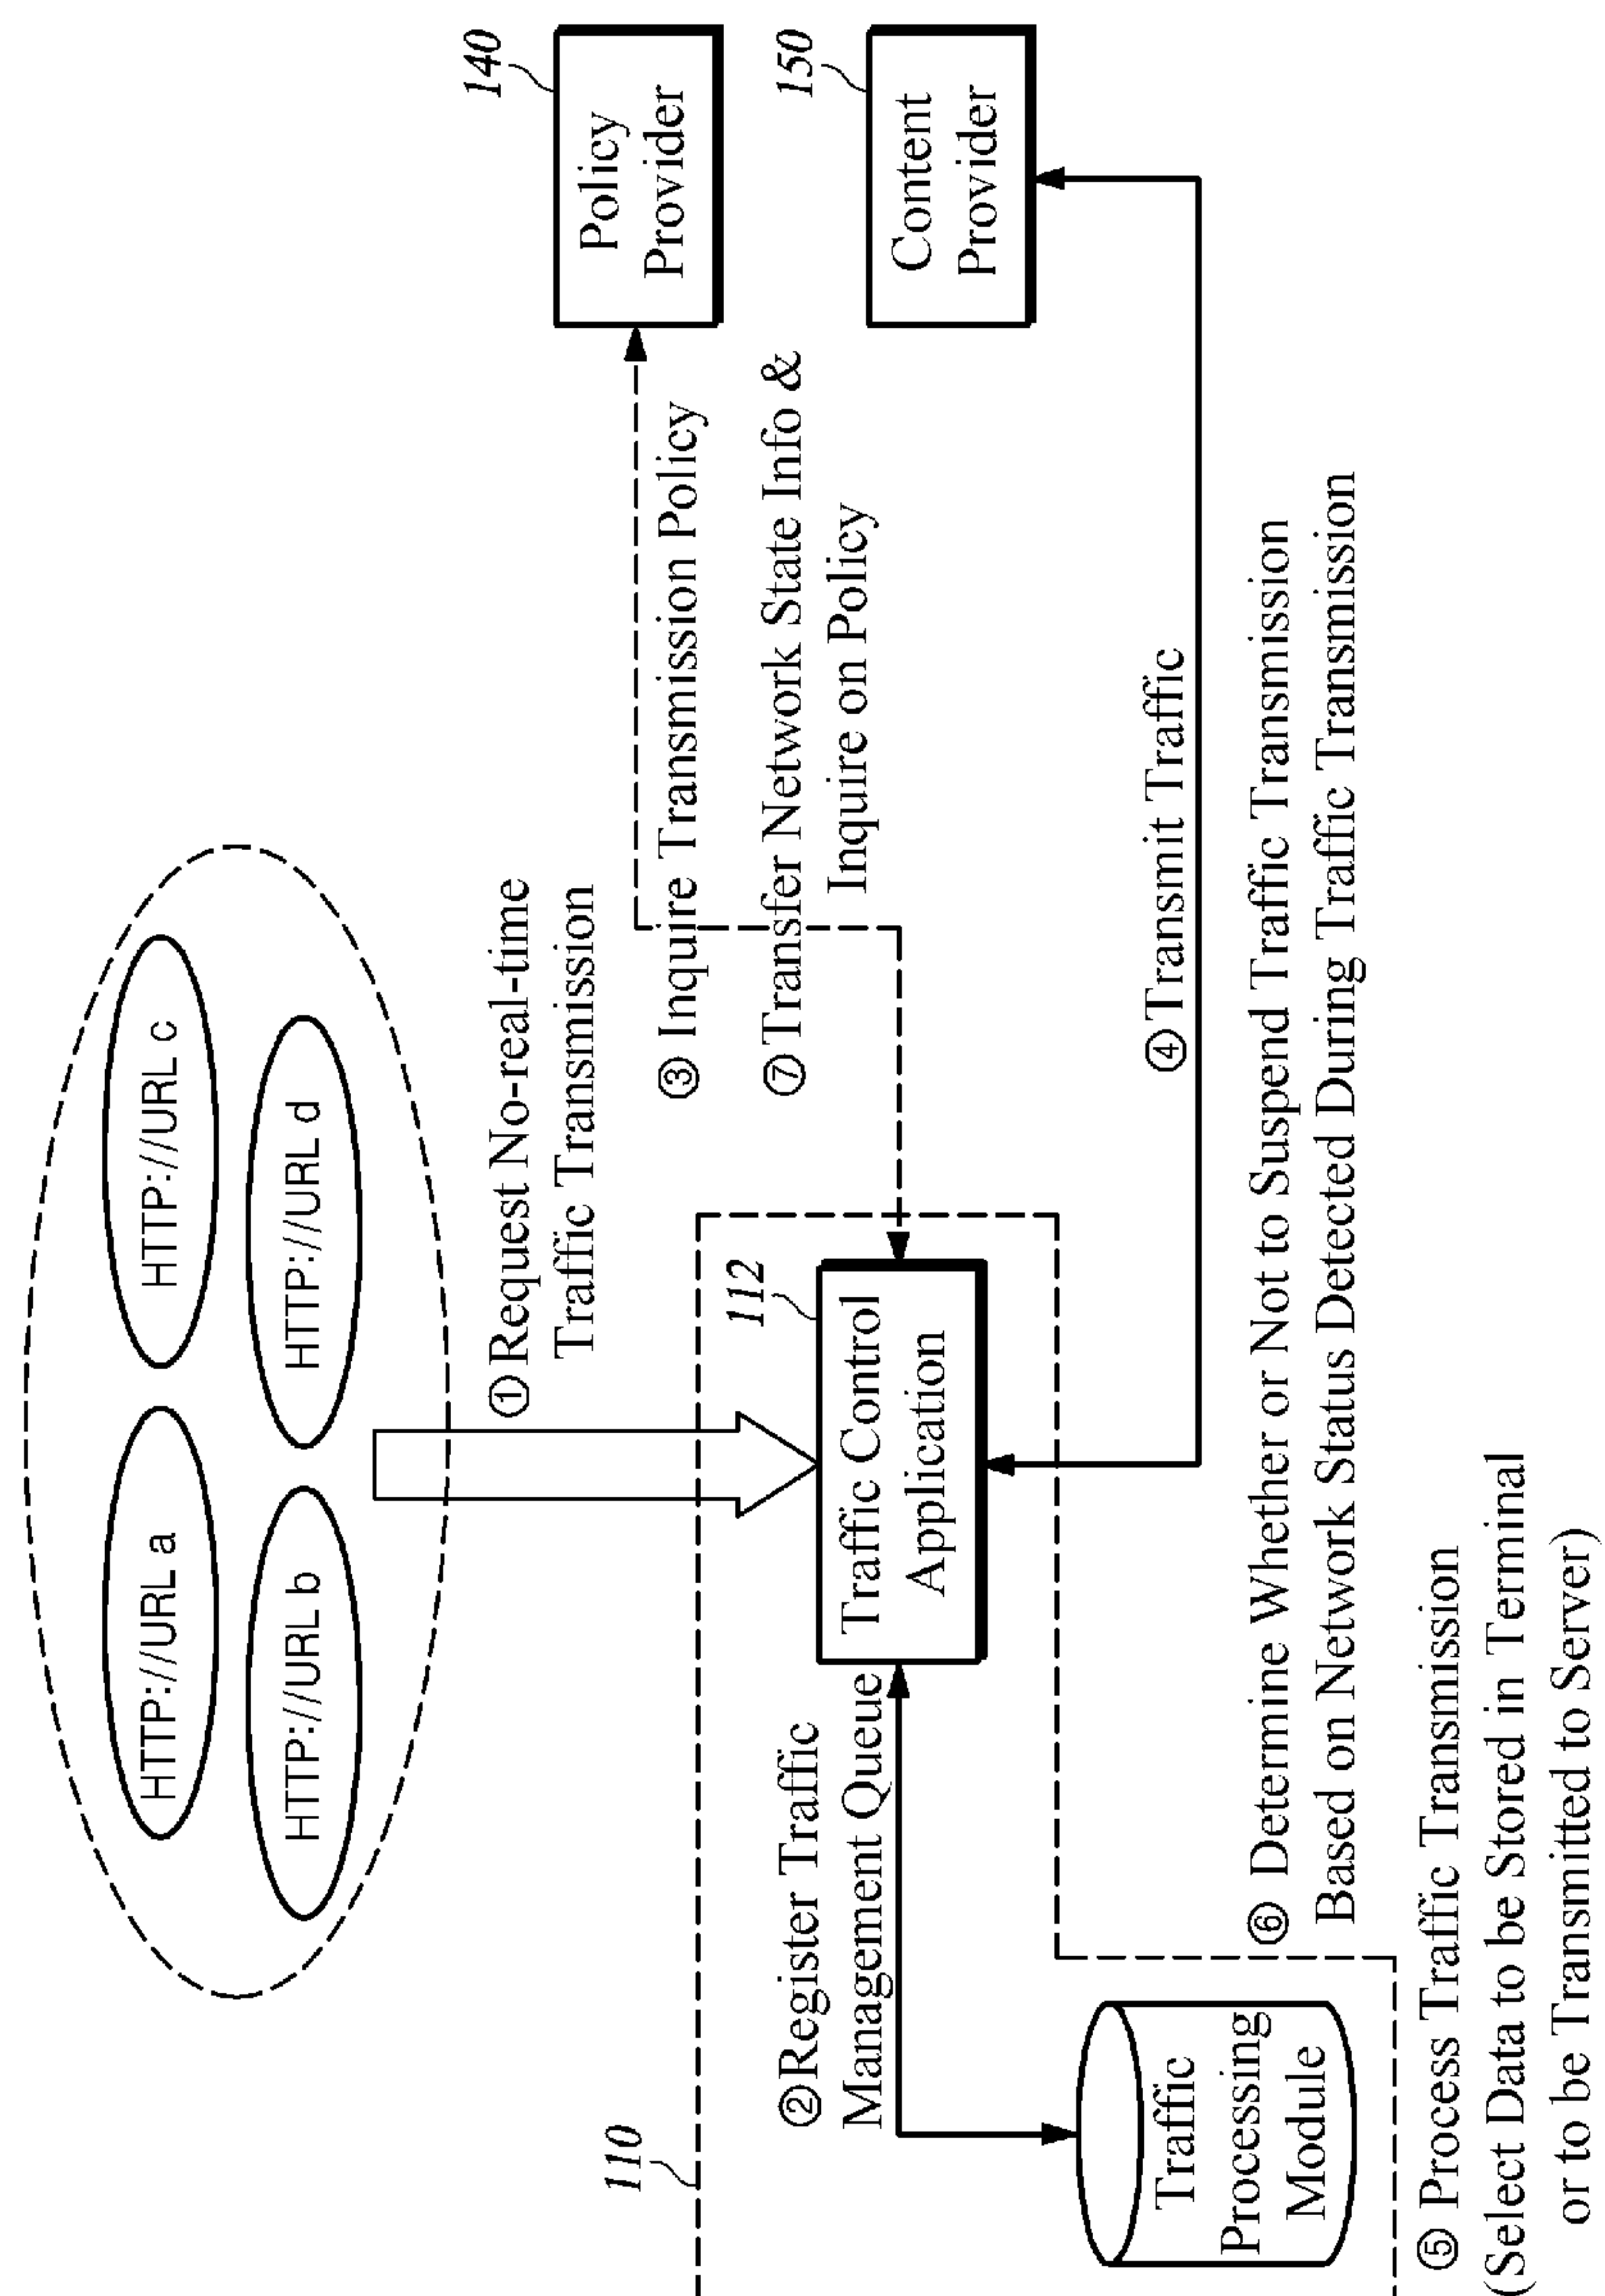 HTTP://URL a
HTTP://URL c
HTTP://URL b
HTTP://URL d
① Request No-real-time
Traffic Transmission
140
Policy
Provider
③ Inquire Transmission Policy
⑦ Transfer Network State Info &
Inquire on Policy
110
112
② Register Traffic
Management Queue
Traffic Control
Application
150
Content
Provider
④ Transmit Traffic
Traffic
Processing
Module
⑥ Determine Whether or Not to Suspend Traffic Transmission
Based on Network Status Detected During Traffic Transmission
⑤ Process Traffic Transmission
(Select Data to be Stored in Terminal
or to be Transmitted to Server)